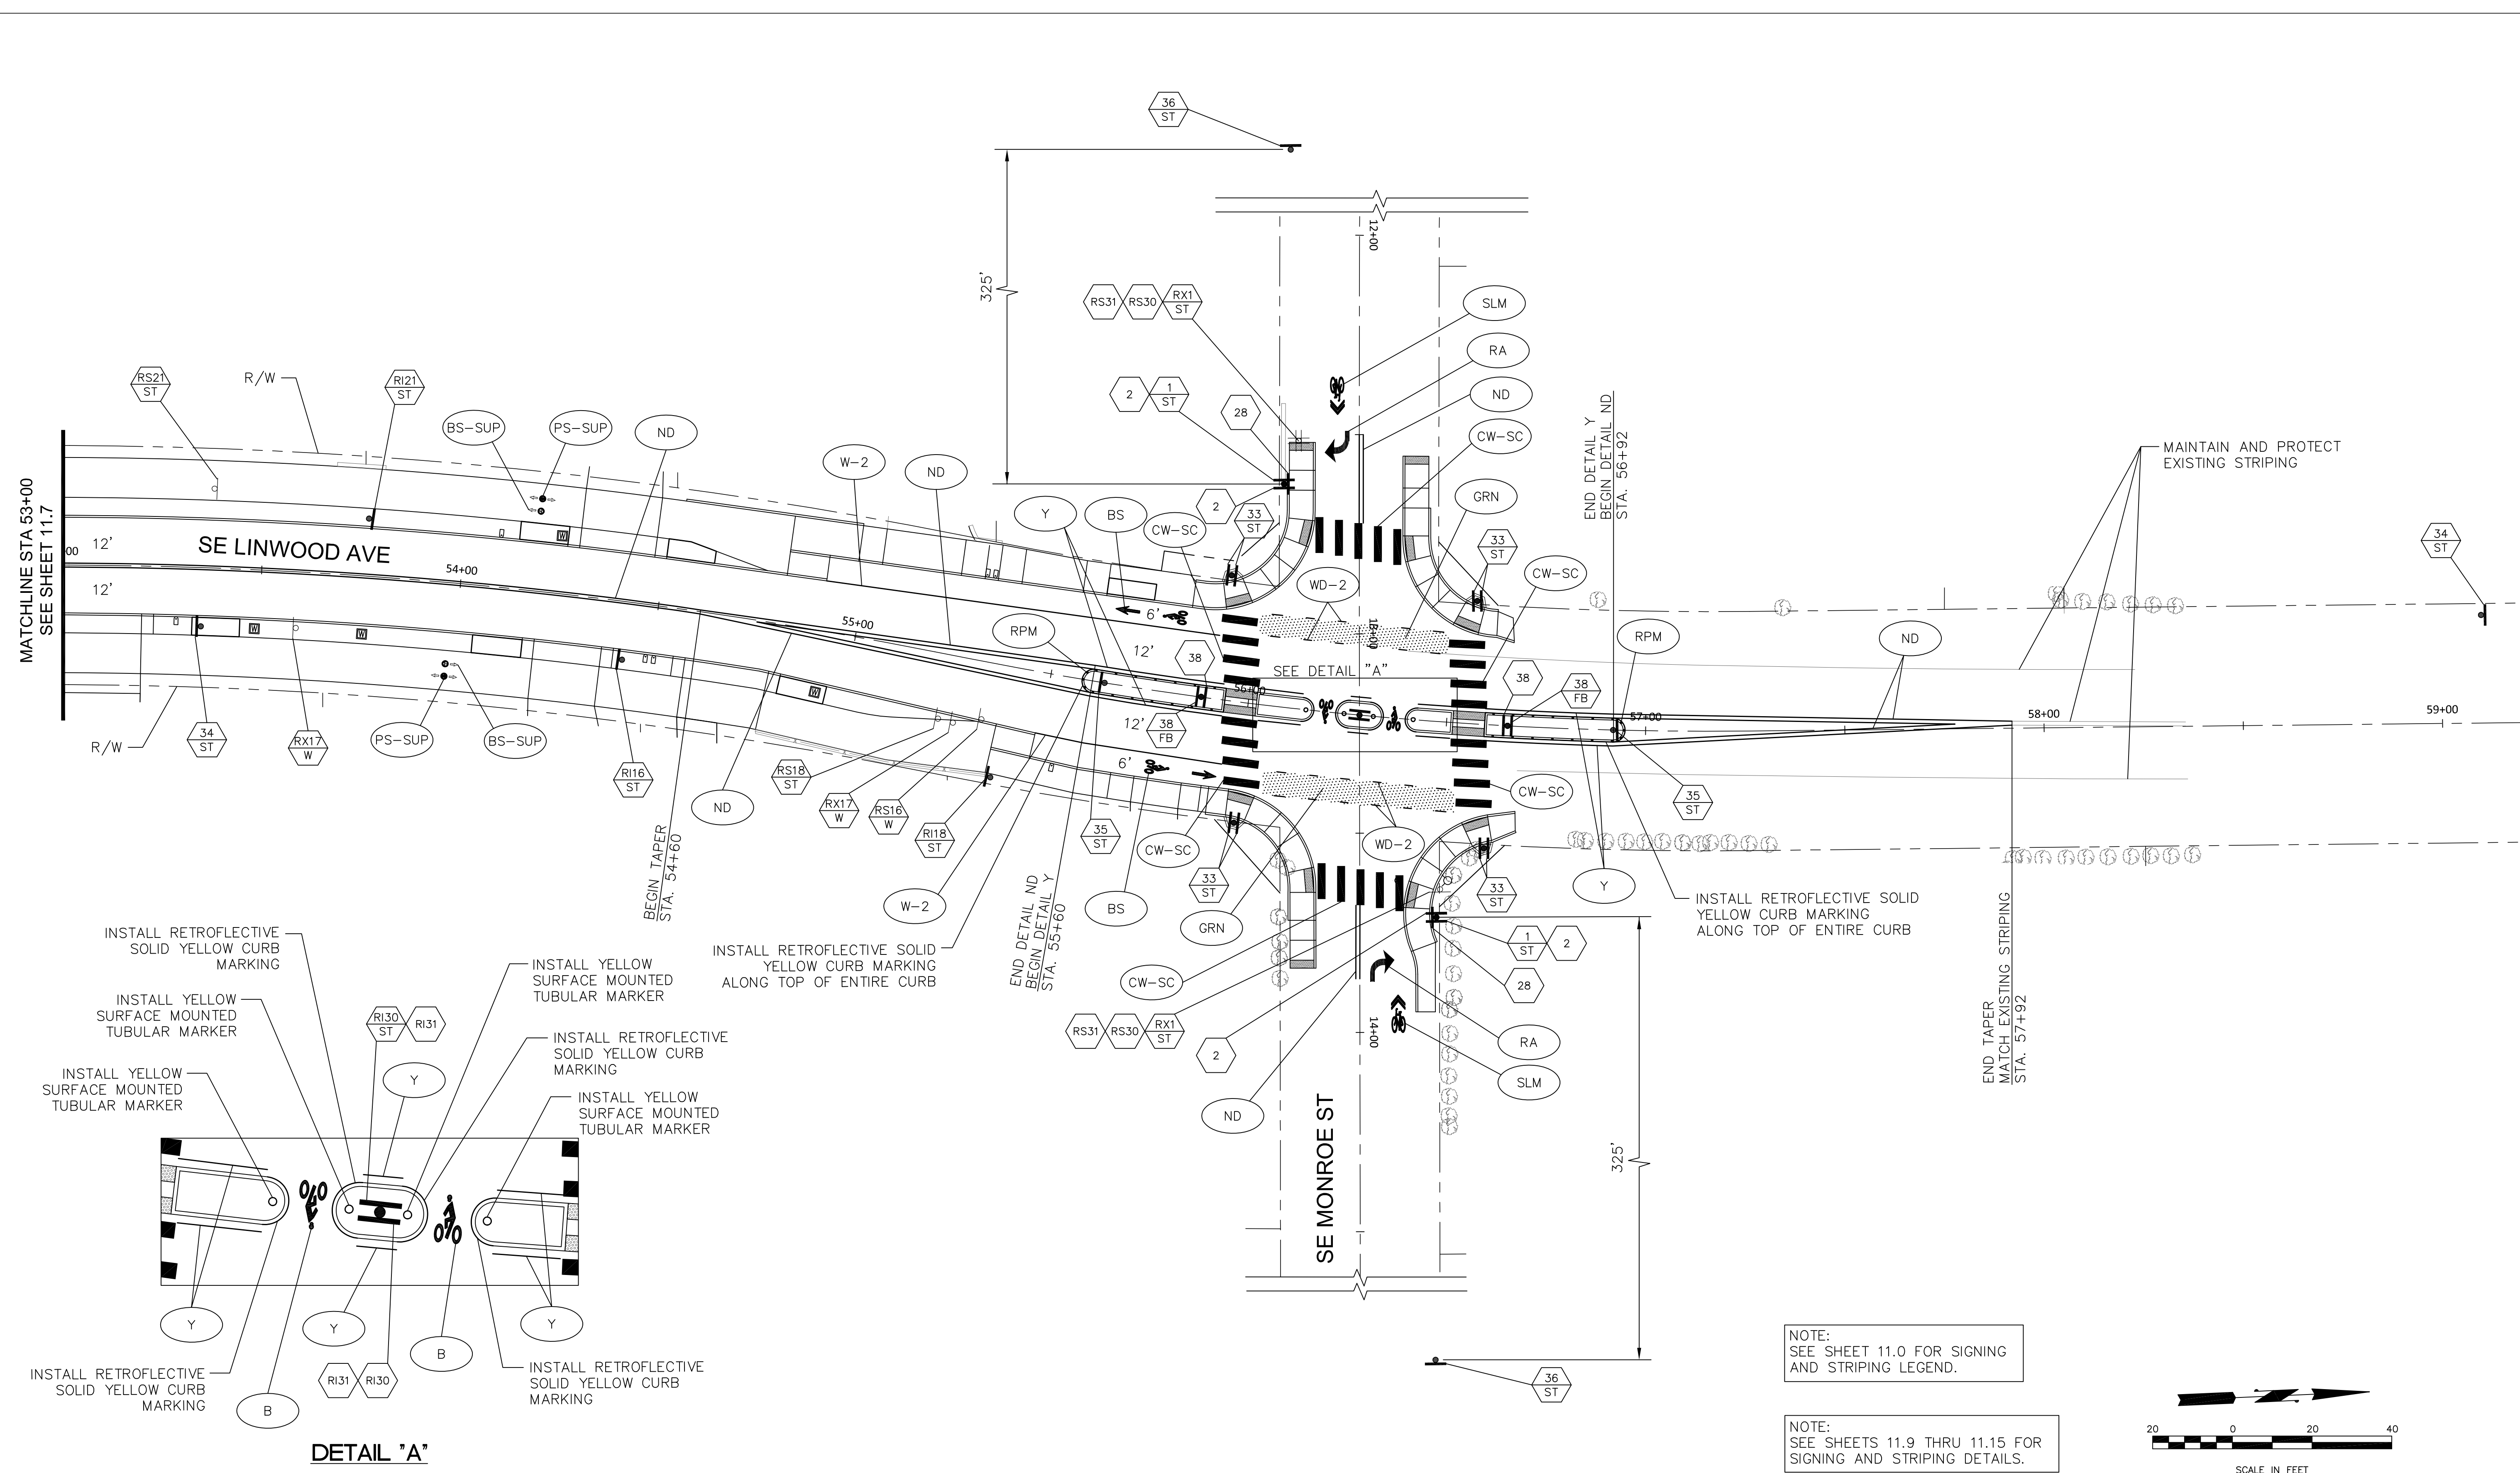 36
ST
325'
12+00
RS31
RS30
RX1
ST
SLM
RA
ND
CW-SC
2
1
ST
28
2
33
ST
GRN
33
ST
CW-SC
WD-2
END DETAIL Y
BEGIN DETAIL ND
STA. 56+92
MAINTAIN AND PROTECT
EXISTING STRIPING
34
ST
RS21
ST
R/W
RI21
ST
BS-SUP
PS-SUP
ND
W-2
ND
Y
BS
CW-SC
MATCHLINE STA 53+00
SEE SHEET 11.7
00
12'
12'
SE LINWOOD AVE
54+00
55+00
RPM
6'
12'
38
SEE DETAIL "A"
56+00
38
38
FB
RPM
57+00
ND
58+00
59+00
12'
38
FB
6'
R/W
34
ST
RX17
W
PS-SUP
BS-SUP
RI16
ST
ND
BEGIN TAPER
STA. 54+60
RS18
ST
RX17
W
RS16
W
RI18
ST
W-2
35
ST
BS
CW-SC
33
ST
GRN
WD-2
CW-SC
35
ST
Y
33
ST
INSTALL RETROFLECTIVE SOLID
YELLOW CURB MARKING
ALONG TOP OF ENTIRE CURB
END DETAIL ND
BEGIN DETAIL Y
STA. 55+60
INSTALL RETROFLECTIVE SOLID
YELLOW CURB MARKING
ALONG TOP OF ENTIRE CURB
CW-SC
RS31
RS30
RX1
ST
2
ND
1
ST
2
28
RA
SLM
14+00
SE MONROE ST
325'
36
ST
END TAPER
MATCH EXISTING STRIPING
STA. 57+92
INSTALL RETROFLECTIVE
SOLID YELLOW CURB
MARKING
INSTALL YELLOW
SURFACE MOUNTED
TUBULAR MARKER
INSTALL YELLOW
SURFACE MOUNTED
TUBULAR MARKER
RI30
ST
RI31
Y
INSTALL YELLOW
SURFACE MOUNTED
TUBULAR MARKER
INSTALL RETROFLECTIVE
SOLID YELLOW CURB
MARKING
INSTALL YELLOW
SURFACE MOUNTED
TUBULAR MARKER
Y
Y
B
Y
RI31
RI30
B
INSTALL RETROFLECTIVE
SOLID YELLOW CURB
MARKING
INSTALL RETROFLECTIVE
SOLID YELLOW CURB
MARKING
DETAIL "A"
NOTE:
SEE SHEET 11.0 FOR SIGNING
AND STRIPING LEGEND.
NOTE:
SEE SHEETS 11.9 THRU 11.15 FOR
SIGNING AND STRIPING DETAILS.
20 0 20 40
SCALE IN FEET